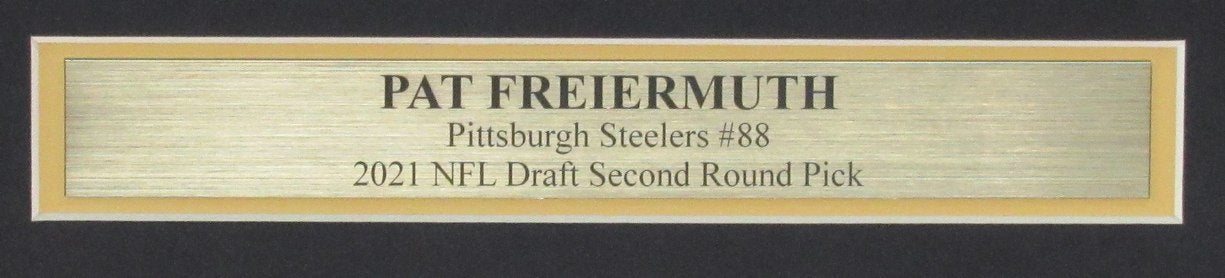 PAT FREIERMUTH
Pittsburgh Steelers #88
2021 NFL Draft Second Round Pick